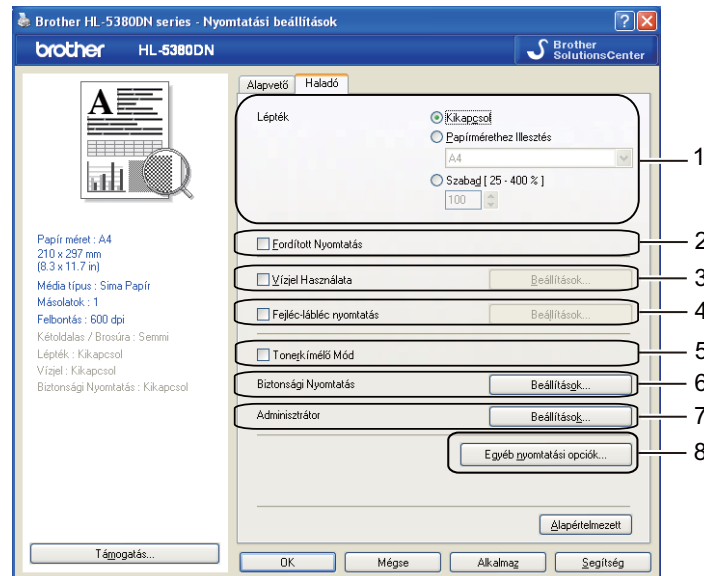 Brother HL-5380DN series - Nyomtatási beállítások
brother HL-5380DN
Brother
SolutionsCenter
Alapvető Haladó
A
Lépték
Kikapcsol
Papírmérethez Illesztés
A4
Szabad [ 25 - 400 % ]
100
1
Papír méret : A4
210 x 297 mm
(8.3 x 11.7 in)
Média típus : Sima Papír
Másolatok : 1
Felbontás : 600 dpi
Kétoldalas / Brosúra : Semmi
Lépték : Kikapcsol
Vízjel : Kikapcsol
Biztonsági Nyomtatás : Kikapcsol
Fordított Nyomtatás
2
Vízjel Használata Beállítások...
3
Fejléc-lábléc nyomtatás Beállítások...
4
Tonerkímélő Mód
5
Biztonsági Nyomtatás Beállítások...
6
Adminisztrátor Beállítások...
7
Egyéb nyomtatási opciók...
8
Alapértelmezett
Támogatás...
OK Mégse Alkalmaz Segítség